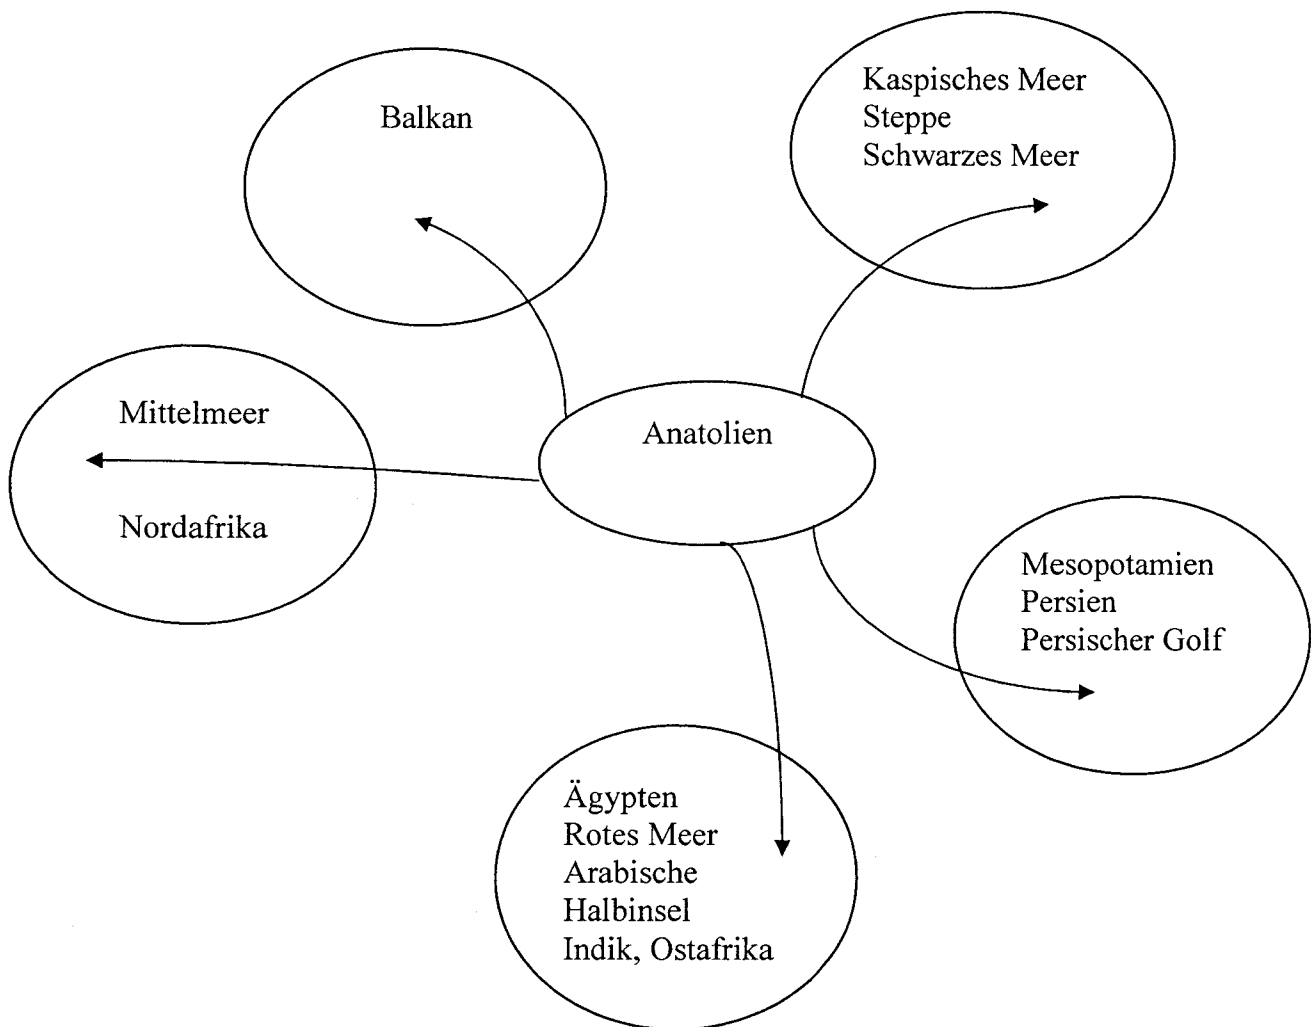 Kaspisches Meer
Steppe
Schwarzes Meer
Balkan
Mittelmeer
Nordafrika
Anatolien
Mesopotamien
Persien
Persischer Golf
Ägypten
Rotes Meer
Arabische
Halbinsel
Indik, Ostafrika